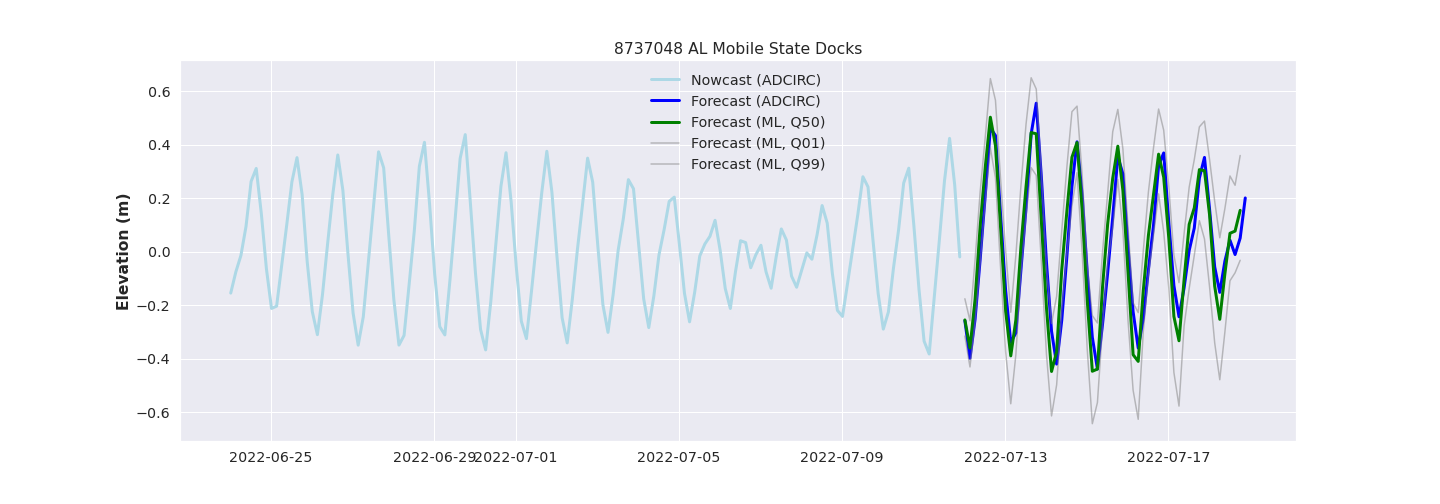 8737048 AL Mobile State Docks
Nowcast (ADCIRC)
Forecast (ADCIRC)
Forecast (ML, Q50)
Forecast (ML, Q01)
Forecast (ML, Q99)
Elevation (m)
0.6
0.4
0.2
0.0
−0.2
−0.4
−0.6
2022-06-25
2022-06-29
2022-07-01
2022-07-05
2022-07-09
2022-07-13
2022-07-17